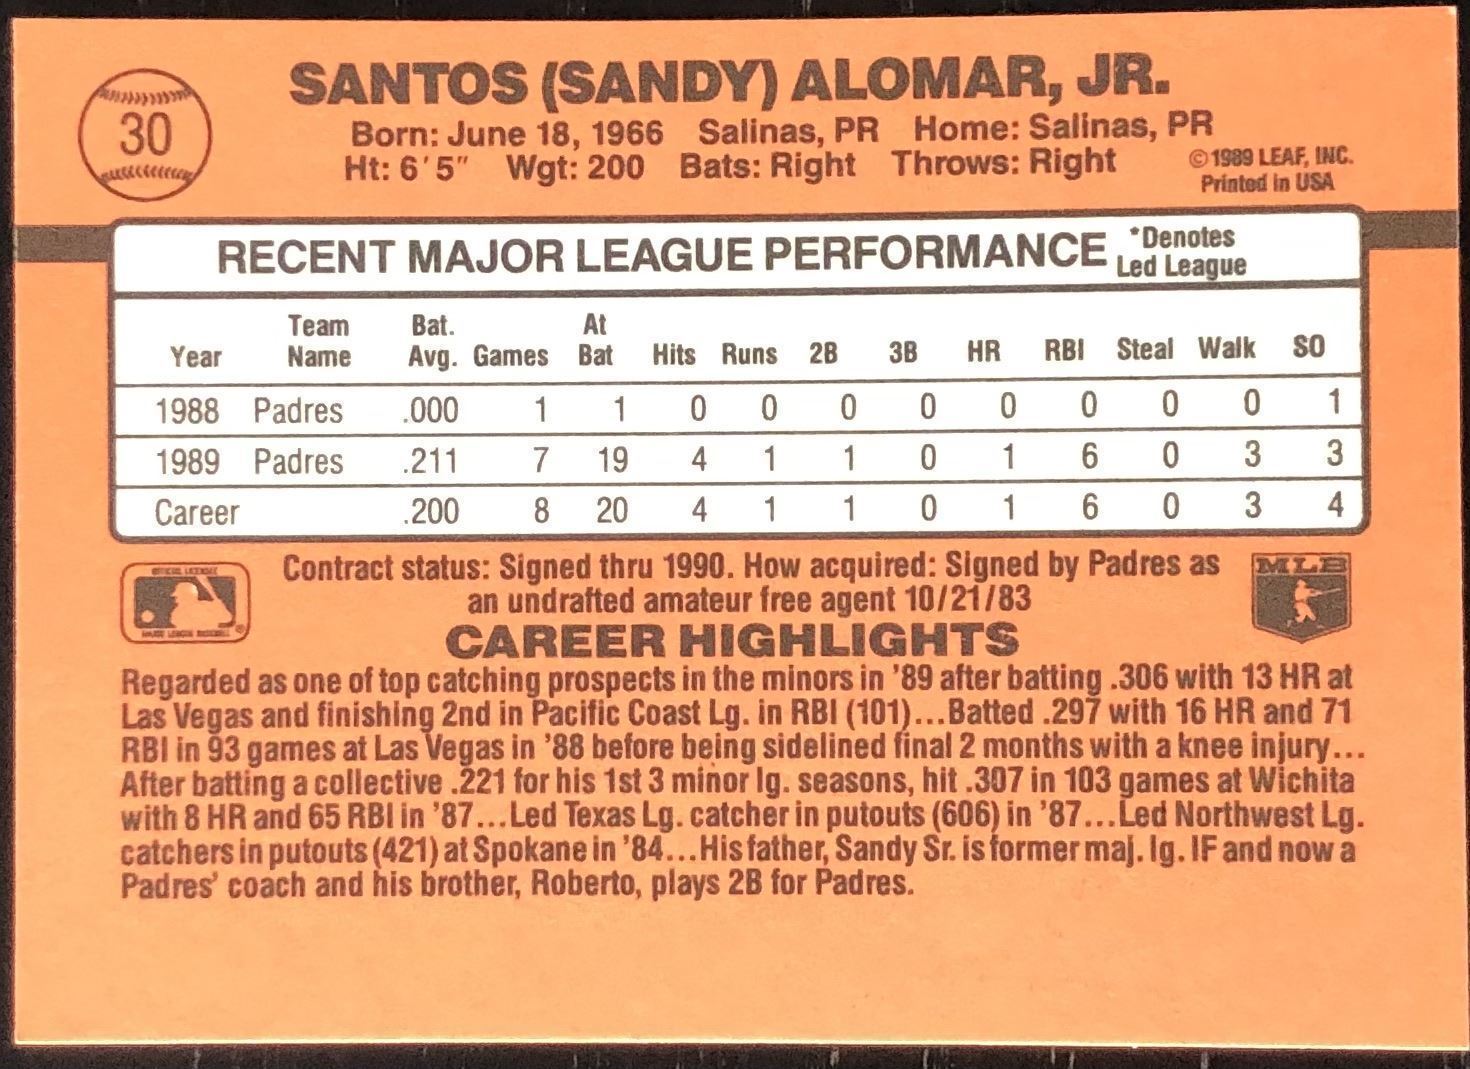 30
SANTOS (SANDY) ALOMAR, JR.
Born: June 18, 1966 Salinas, PR Home: Salinas, PR
Ht: 6'5" Wgt: 200 Bats: Right Throws: Right
©1989 LEAF, INC.
Printed in USA
RECENT MAJOR LEAGUE PERFORMANCE
*Denotes
Led League
Year Team Name Bat. Avg. Games At Bat Hits Runs 2B 3B HR RBI Steal Walk SO
1988 Padres .000 1 1 0 0 0 0 0 0 0 0 1
1989 Padres .211 7 19 4 1 1 0 1 6 0 3 3
Career .200 8 20 4 1 1 0 1 6 0 3 4
Contract status: Signed thru 1990. How acquired: Signed by Padres as
an undrafted amateur free agent 10/21/83
MLB
CAREER HIGHLIGHTS
Regarded as one of top catching prospects in the minors in '89 after batting .306 with 13 HR at
Las Vegas and finishing 2nd in Pacific Coast Lg. in RBI (101)...Batted .297 with 16 HR and 71
RBI in 93 games at Las Vegas in '88 before being sidelined final 2 months with a knee injury...
After batting a collective .221 for his 1st 3 minor lg. seasons, hit .307 in 103 games at Wichita
with 8 HR and 65 RBI in '87...Led Texas Lg. catcher in putouts (606) in '87...Led Northwest Lg.
catchers in putouts (421) at Spokane in '84...His father, Sandy Sr. is former maj. lg. IF and now a
Padres' coach and his brother, Roberto, plays 2B for Padres.